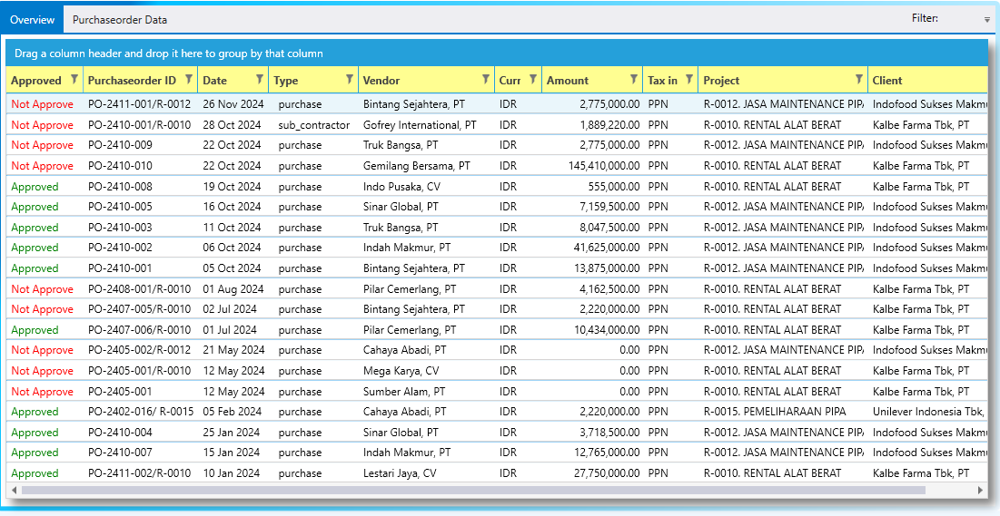 Overview Purchaseorder Data Filter:
Drag a column header and drop it here to group by that column
Approved Purchaseorder ID Date Type Vendor Curr Amount Tax in Project Client
Not Approve PO-2411-001/R-0012 26 Nov 2024 purchase Bintang Sejahtera, PT IDR 2,775,000.00 PPN R-0012. JASA MAINTENANCE PIPA Indofood Sukses Makmu
Not Approve PO-2410-001/R-0010 28 Oct 2024 sub_contractor Gofrey International, PT IDR 1,889,220.00 PPN R-0010. RENTAL ALAT BERAT Kalbe Farma Tbk, PT
Not Approve PO-2410-009 22 Oct 2024 purchase Truk Bangsa, PT IDR 2,775,000.00 PPN R-0012. JASA MAINTENANCE PIPA Indofood Sukses Makmu
Not Approve PO-2410-010 22 Oct 2024 purchase Gemilang Bersama, PT IDR 145,410,000.00 PPN R-0010. RENTAL ALAT BERAT Kalbe Farma Tbk, PT
Approved PO-2410-008 19 Oct 2024 purchase Indo Pusaka, CV IDR 555,000.00 PPN R-0010. RENTAL ALAT BERAT Kalbe Farma Tbk, PT
Approved PO-2410-005 16 Oct 2024 purchase Sinar Global, PT IDR 7,159,500.00 PPN R-0012. JASA MAINTENANCE PIPA Indofood Sukses Makmu
Approved PO-2410-003 11 Oct 2024 purchase Truk Bangsa, PT IDR 8,047,500.00 PPN R-0012. JASA MAINTENANCE PIPA Indofood Sukses Makmu
Approved PO-2410-002 06 Oct 2024 purchase Indah Makmur, PT IDR 41,625,000.00 PPN R-0012. JASA MAINTENANCE PIPA Indofood Sukses Makmu
Approved PO-2410-001 05 Oct 2024 purchase Bintang Sejahtera, PT IDR 13,875,000.00 PPN R-0012. JASA MAINTENANCE PIPA Indofood Sukses Makmu
Not Approve PO-2408-001/R-0010 01 Aug 2024 purchase Pilar Cemerlang, PT IDR 4,162,500.00 PPN R-0010. RENTAL ALAT BERAT Kalbe Farma Tbk, PT
Not Approve PO-2407-005/R-0010 02 Jul 2024 purchase Bintang Sejahtera, PT IDR 2,220,000.00 PPN R-0010. RENTAL ALAT BERAT Kalbe Farma Tbk, PT
Approved PO-2407-006/R-0010 01 Jul 2024 purchase Pilar Cemerlang, PT IDR 10,434,000.00 PPN R-0010. RENTAL ALAT BERAT Kalbe Farma Tbk, PT
Not Approve PO-2405-002/R-0012 21 May 2024 purchase Cahaya Abadi, PT IDR 0.00 PPN R-0012. JASA MAINTENANCE PIPA Indofood Sukses Makmu
Not Approve PO-2405-001/R-0010 12 May 2024 purchase Mega Karya, CV IDR 0.00 PPN R-0010. RENTAL ALAT BERAT Kalbe Farma Tbk, PT
Not Approve PO-2405-001 12 May 2024 purchase Sumber Alam, PT IDR 0.00 PPN R-0010. RENTAL ALAT BERAT Kalbe Farma Tbk, PT
Approved PO-2402-016/ R-0015 05 Feb 2024 purchase Cahaya Abadi, PT IDR 2,220,000.00 PPN R-0015. PEMELIHARAAN PIPA Unilever Indonesia Tbk,
Approved PO-2410-004 25 Jan 2024 purchase Sinar Global, PT IDR 3,718,500.00 PPN R-0012. JASA MAINTENANCE PIPA Indofood Sukses Makmu
Approved PO-2410-007 15 Jan 2024 purchase Indah Makmur, PT IDR 12,765,000.00 PPN R-0012. JASA MAINTENANCE PIPA Indofood Sukses Makmu
Approved PO-2411-002/R-0010 10 Jan 2024 purchase Lestari Jaya, CV IDR 27,750,000.00 PPN R-0010. RENTAL ALAT BERAT Kalbe Farma Tbk, PT